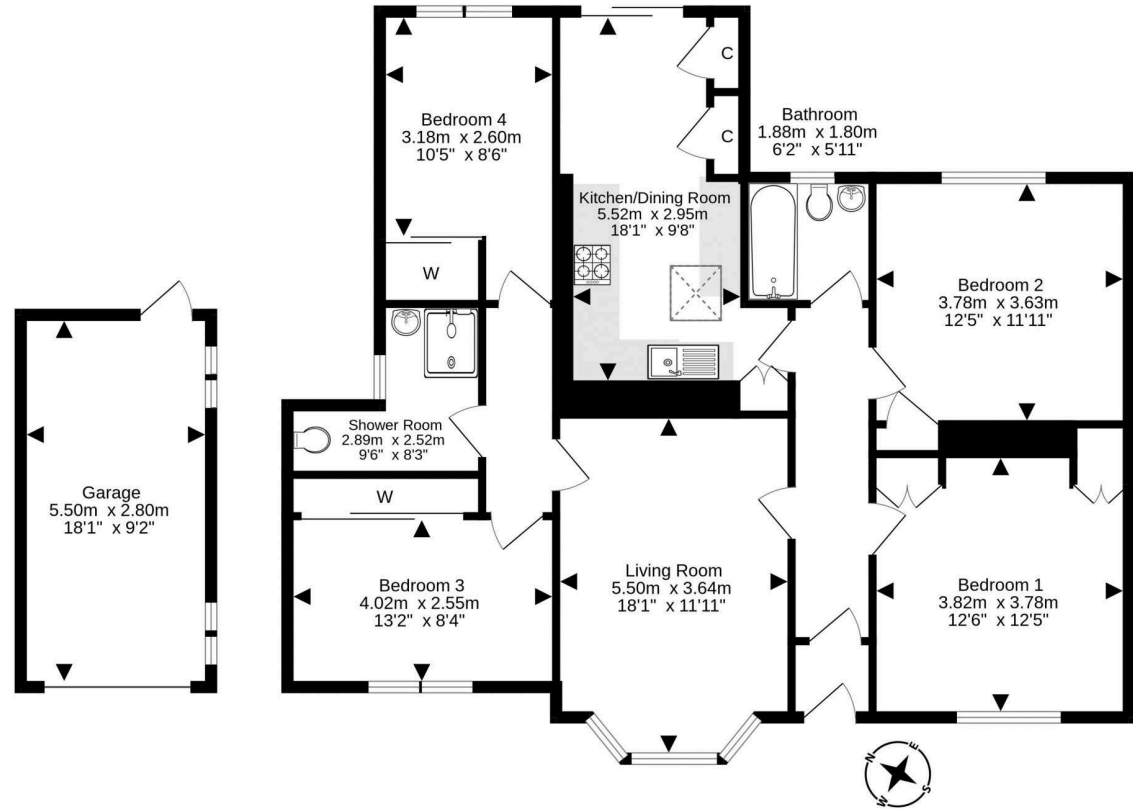 Bedroom 4
3.18m x 2.60m
10'5" x 8'6"
W
C
C
Kitchen/Dining Room
5.52m x 2.95m
18'1" x 9'8"
Bathroom
1.88m x 1.80m
6'2" x 5'11"
Bedroom 2
3.78m x 3.63m
12'5" x 11'11"
Shower Room
2.89m x 2.52m
9'6" x 8'3"
Garage
5.50m x 2.80m
18'1" x 9'2"
W
Bedroom 3
4.02m x 2.55m
13'2" x 8'4"
Living Room
5.50m x 3.64m
18'1" x 11'11"
Bedroom 1
3.82m x 3.78m
12'6" x 12'5"
N
E
W
S